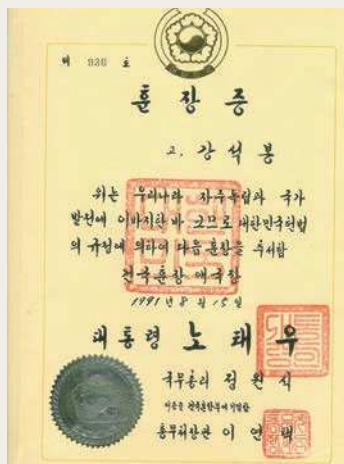 제 936 호
훈장증
고. 강석봉
위는 우리나라 자주독립과 국가
발전에 이바지한바 크므로 대한민국헌법
의 규정에 의하여 다음 훈장을 추서함
건국훈장 애국장
1991년 8월 15일
대통령 노태우
국무총리 정원식
이증을 건국훈장부에 기입함
총무처장관 이연택